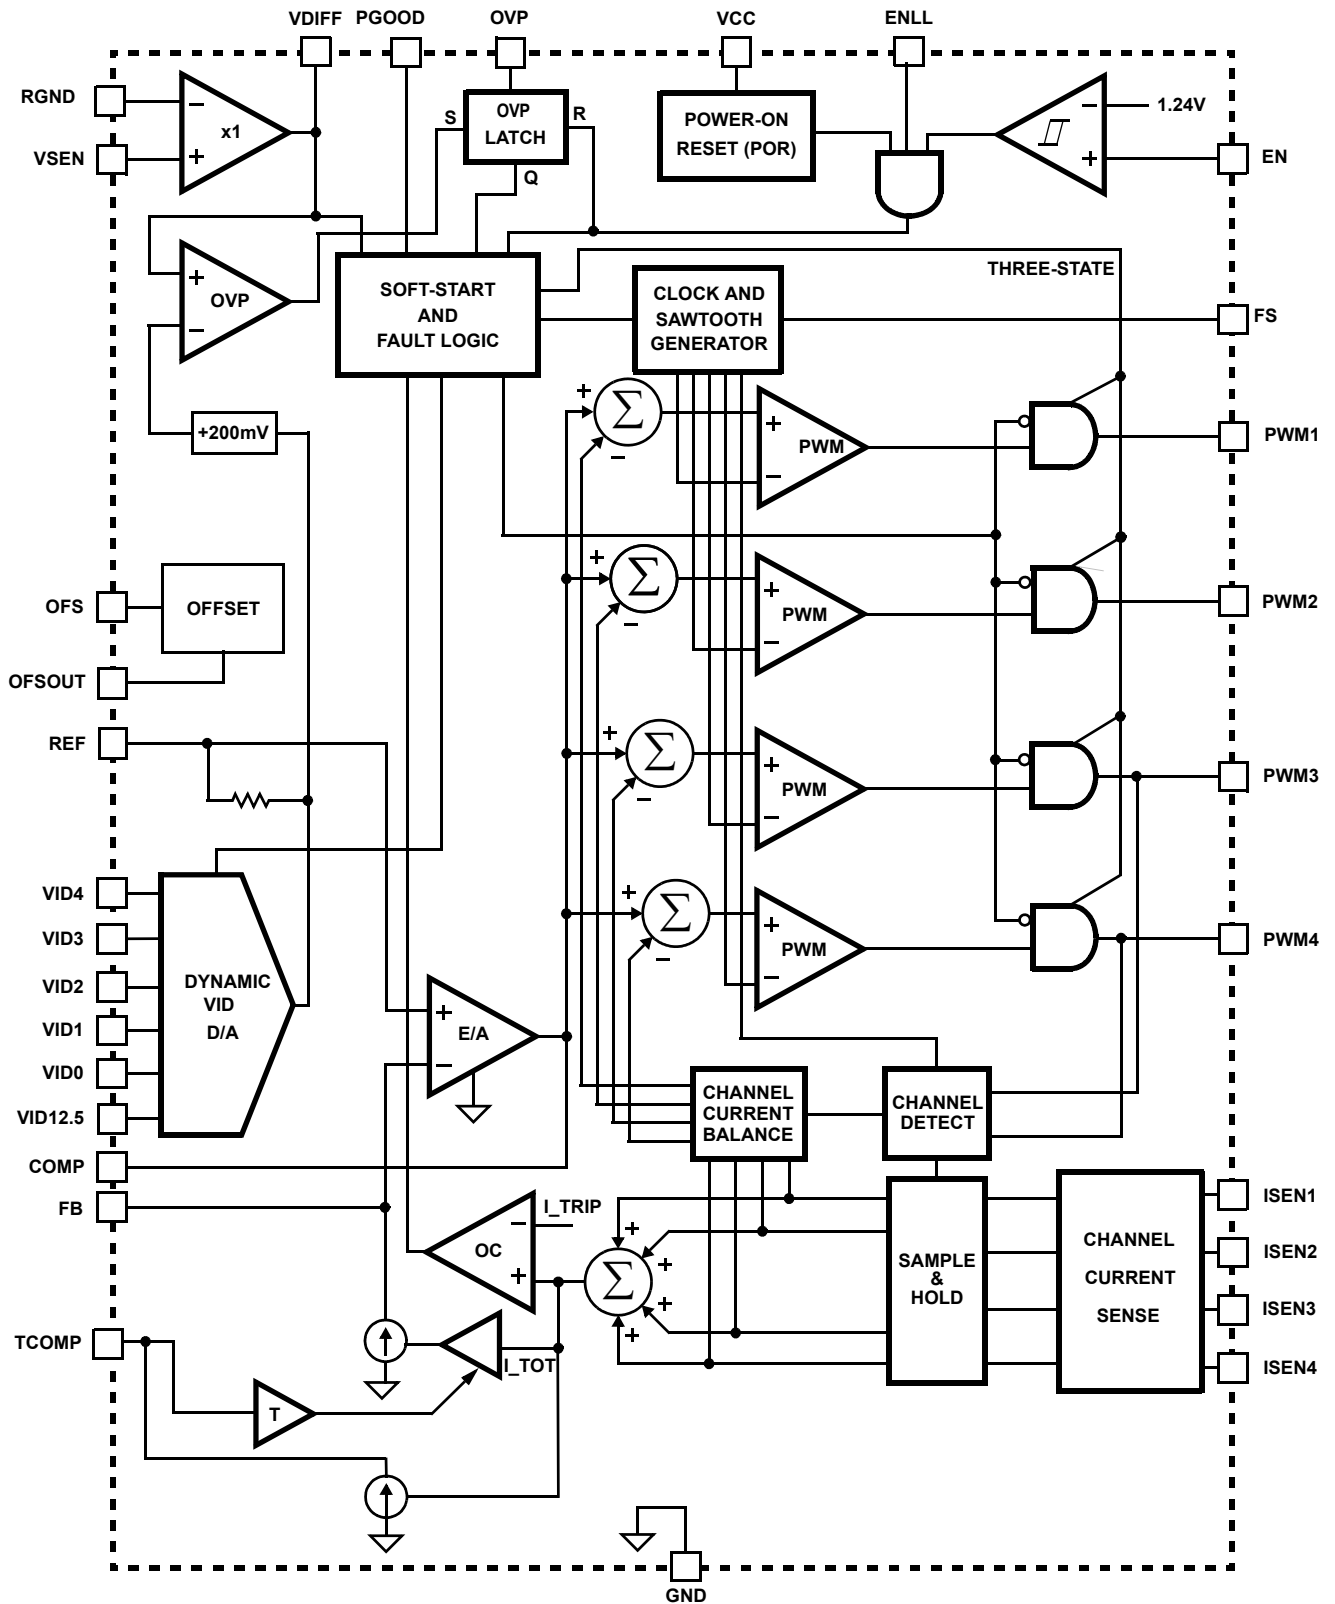 VDIFF PGOOD OVP VCC ENLL
RGND
VSEN
−
x1
+
S
OVP
LATCH
R
Q
POWER-ON
RESET (POR)
−
1.24V
+
EN
+
OVP
−
SOFT-START
AND
FAULT LOGIC
CLOCK AND
SAWTOOTH
GENERATOR
THREE-STATE
FS
+200mV
+
Σ
−
+
PWM
−
PWM1
OFS
OFFSET
OFSOUT
+
Σ
−
+
PWM
−
PWM2
REF
+
Σ
−
+
PWM
−
PWM3
VID4
VID3
VID2
VID1
VID0
VID12.5
DYNAMIC
VID
D/A
+
Σ
−
+
PWM
−
PWM4
+
E/A
−
COMP
FB
CHANNEL
CURRENT
BALANCE
CHANNEL
DETECT
I_TRIP
−
OC
+
+
+
Σ
+
+
SAMPLE
&
HOLD
CHANNEL
CURRENT
SENSE
ISEN1
ISEN2
ISEN3
ISEN4
TCOMP
I_TOT
T
GND